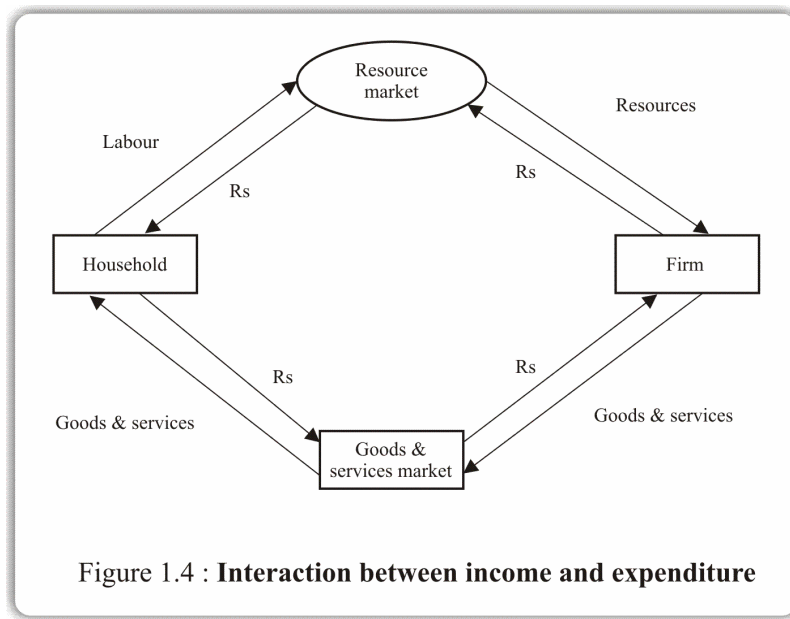 Resource
market
Resources
Labour
Rs
Rs
Household
Firm
Rs
Rs
Goods & services
Goods & services
Goods &
services market
Figure 1.4 : Interaction between income and expenditure